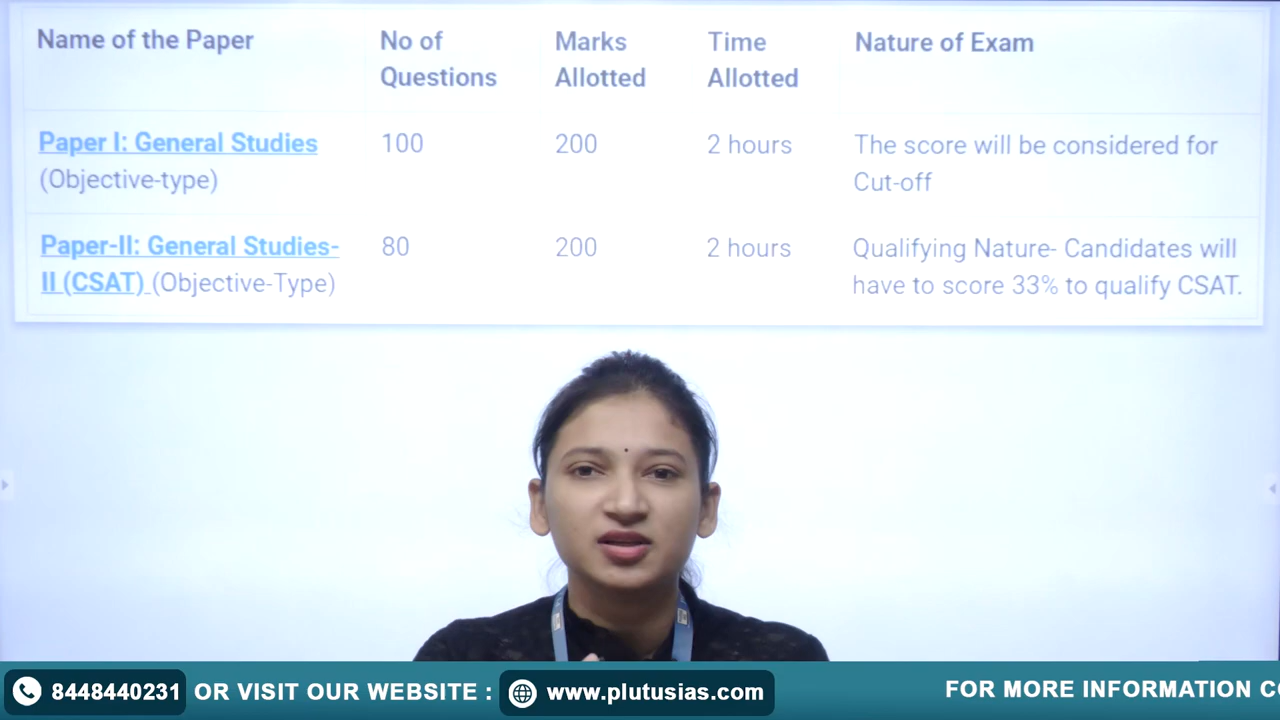 Name of the Paper
No of
Questions
Marks
Allotted
Time
Allotted
Nature of Exam
Paper I: General Studies
(Objective-type)
100
200
2 hours
The score will be considered for
Cut-off
Paper-II: General Studies-
II (CSAT) (Objective-Type)
80
200
2 hours
Qualifying Nature- Candidates will
have to score 33% to qualify CSAT.
8448440231 OR VISIT OUR WEBSITE : www.plutusias.com FOR MORE INFORMATION